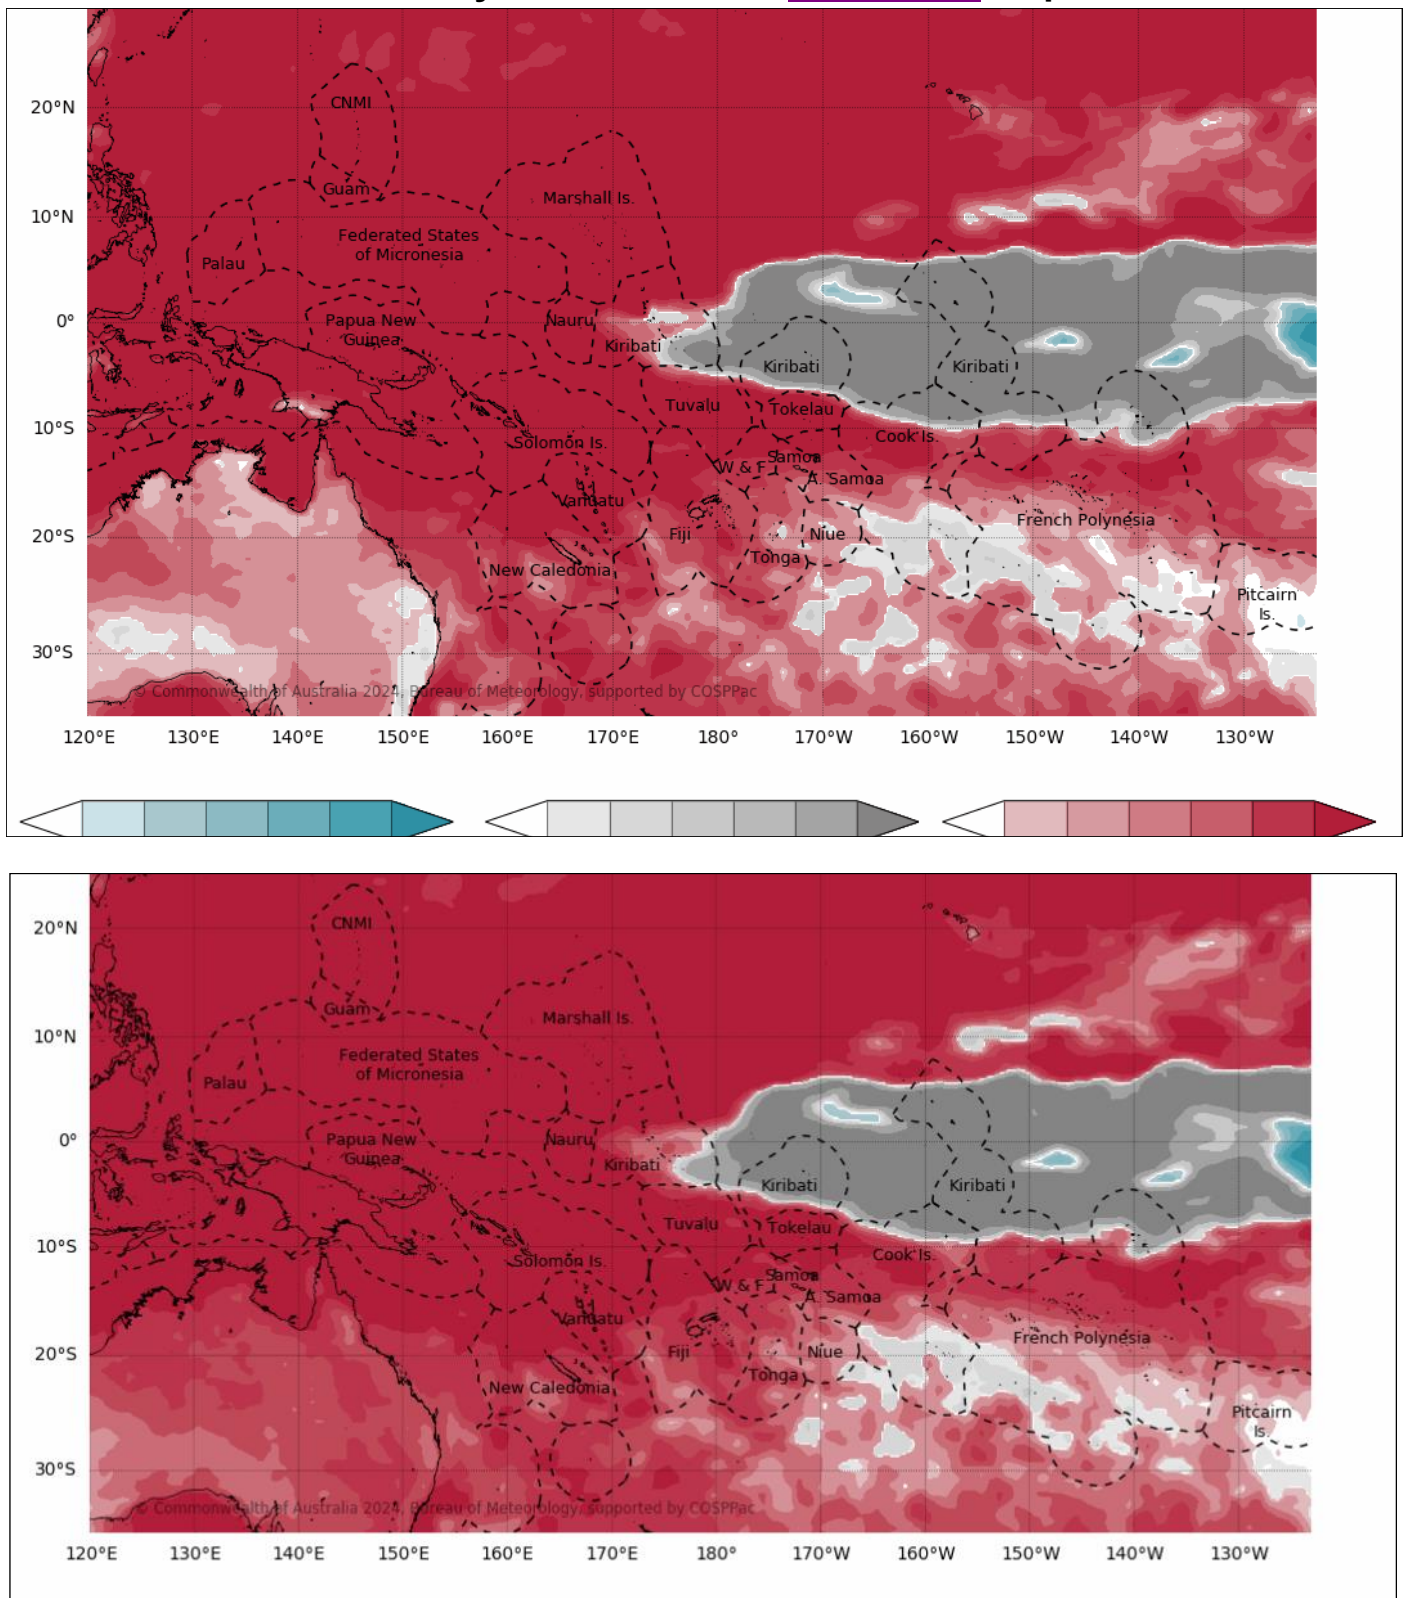 20°N
10°N
0°
10°S
20°S
30°S
CNMI
Guam
Marshall Is.
Federated States
of Micronesia
Palau
Papua New
Guinea
Nauru
Kiribati
Kiribati
Kiribati
Tuvalu
Tokelau
Solomon Is.
Cook Is.
W & F
Samoa
A. Samoa
Vanuatu
Fiji
Niue
French Polynesia
Tonga
New Caledonia
Pitcairn
Is.
© Commonwealth of Australia 2024, Bureau of Meteorology, supported by COSPPac
120°E 130°E 140°E 150°E 160°E 170°E 180° 170°W 160°W 150°W 140°W 130°W
20°N
10°N
0°
10°S
20°S
30°S
CNMI
Guam
Marshall Is.
Federated States
of Micronesia
Palau
Papua New
Guinea
Nauru
Kiribati
Kiribati
Kiribati
Tuvalu
Tokelau
Solomon Is.
Cook Is.
W & F
Samoa
A. Samoa
Vanuatu
Fiji
Niue
French Polynesia
Tonga
New Caledonia
Pitcairn
Is.
© Commonwealth of Australia 2024, Bureau of Meteorology, supported by COSPPac
120°E 130°E 140°E 150°E 160°E 170°E 180° 170°W 160°W 150°W 140°W 130°W